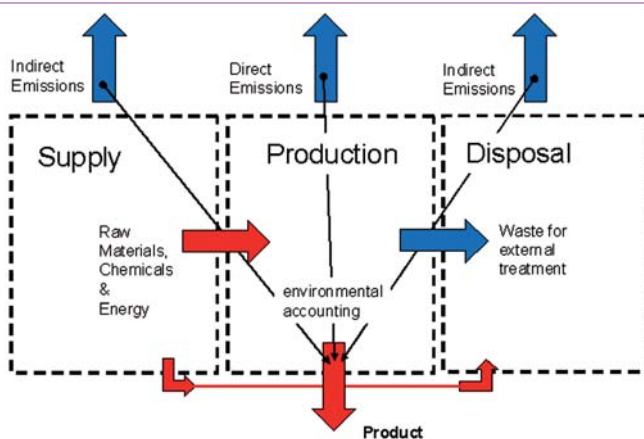 Indirect
Emissions
Direct
Emissions
Indirect
Emissions
Supply
Production
Disposal
Raw
Materials,
Chemicals
&
Energy
Waste for
external
treatment
environmental
accounting
Product